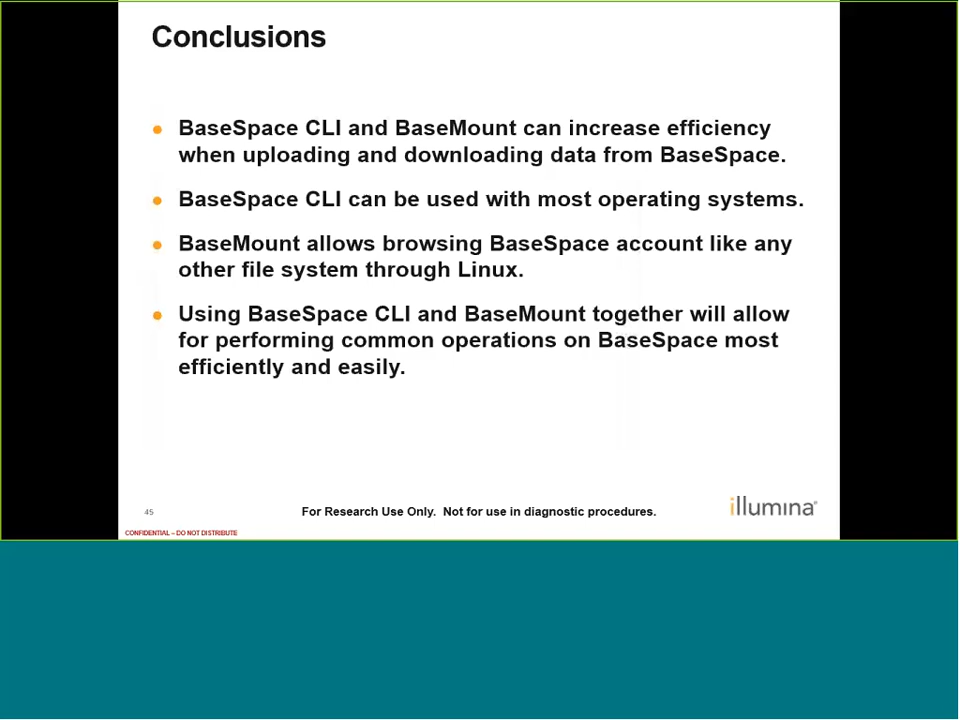 Conclusions
● BaseSpace CLI and BaseMount can increase efficiency
when uploading and downloading data from BaseSpace.
● BaseSpace CLI can be used with most operating systems.
● BaseMount allows browsing BaseSpace account like any
other file system through Linux.
● Using BaseSpace CLI and BaseMount together will allow
for performing common operations on BaseSpace most
efficiently and easily.
45
For Research Use Only.  Not for use in diagnostic procedures.
illumina®
CONFIDENTIAL – DO NOT DISTRIBUTE